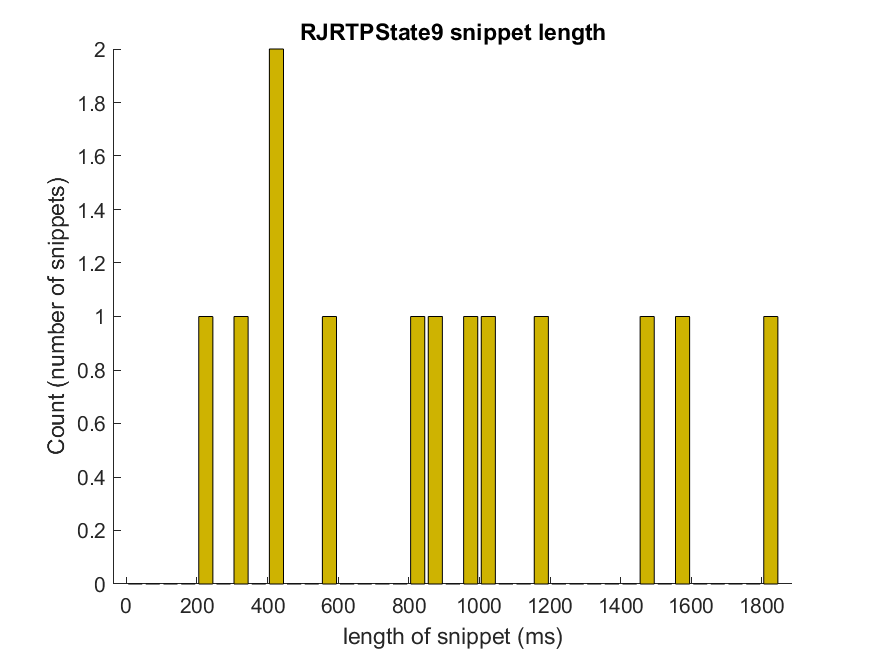 RJRTPState9 snippet length
2
1.8
1.6
1.4
1.2
1
0.8
0.6
0.4
0.2
0
Count (number of snippets)
0 200 400 600 800 1000 1200 1400 1600 1800
length of snippet (ms)